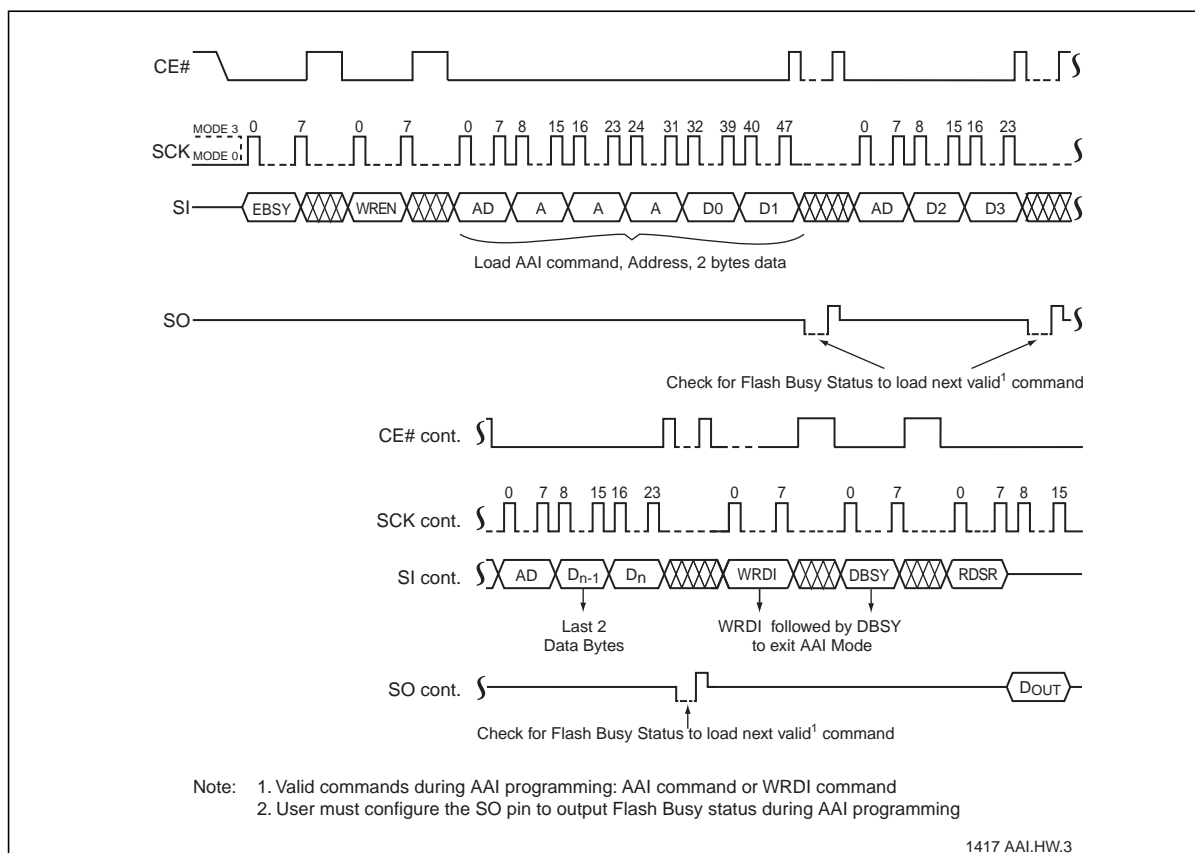 CE#
MODE 3
MODE 0
SCK
0 7 0 7 0 7 8 15 16 23 24 31 32 39 40 47 0 7 8 15 16 23
SI
EBSY WREN AD A A A D0 D1 AD D2 D3
Load AAI command, Address, 2 bytes data
SO
Check for Flash Busy Status to load next valid1 command
CE# cont.
0 7 8 15 16 23 0 7 0 7 0 7 8 15
SCK cont.
SI cont.
AD Dn-1 Dn WRDI DBSY RDSR
Last 2
Data Bytes
WRDI followed by DBSY
to exit AAI Mode
SO cont.
DOUT
Check for Flash Busy Status to load next valid1 command
Note: 1. Valid commands during AAI programming: AAI command or WRDI command
2. User must configure the SO pin to output Flash Busy status during AAI programming
1417 AAI.HW.3